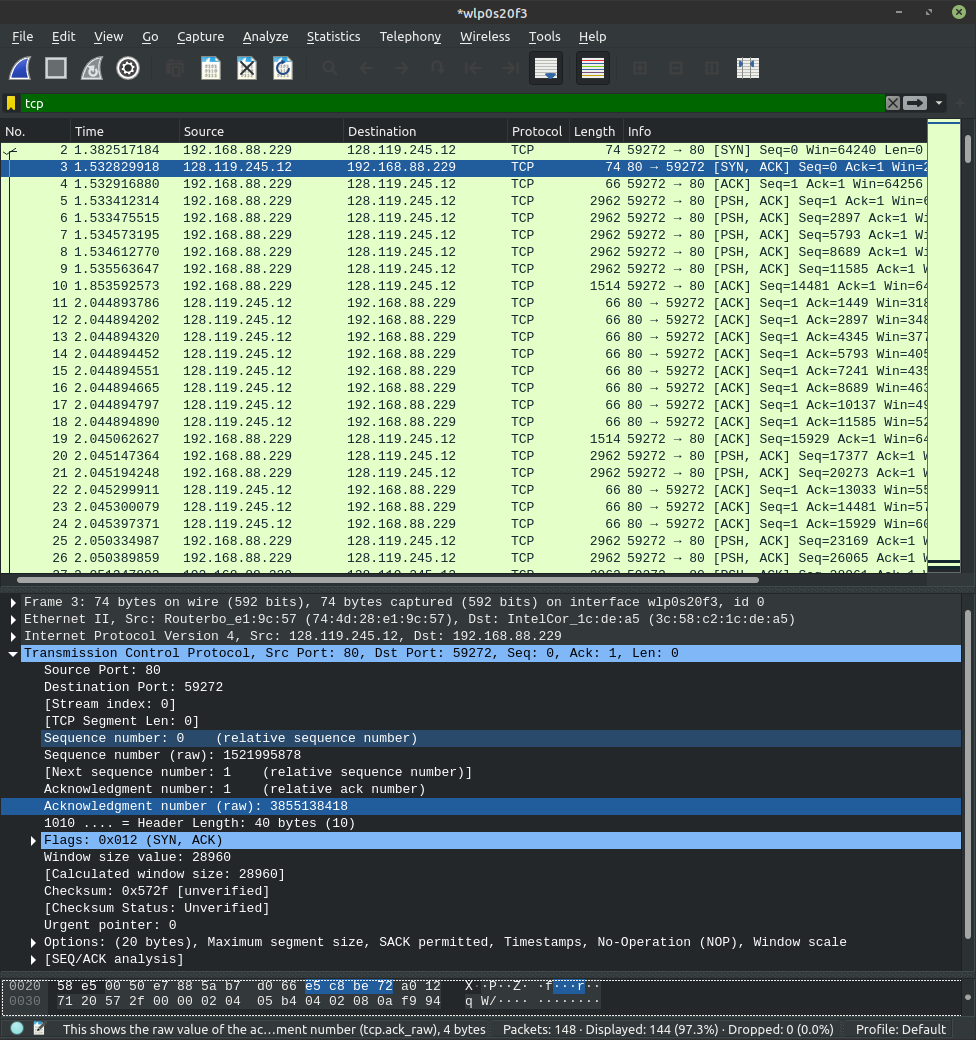 *wlp0s20f3
File Edit View Go Capture Analyze Statistics Telephony Wireless Tools Help
tcp
No. Time Source Destination Protocol Length Info
2 1.382517184 192.168.88.229 128.119.245.12 TCP 74 59272 → 80 [SYN] Seq=0 Win=64240 Len=0
3 1.532829918 128.119.245.12 192.168.88.229 TCP 74 80 → 59272 [SYN, ACK] Seq=0 Ack=1 Win=2
4 1.532916880 192.168.88.229 128.119.245.12 TCP 66 59272 → 80 [ACK] Seq=1 Ack=1 Win=64256
5 1.533412314 192.168.88.229 128.119.245.12 TCP 2962 59272 → 80 [PSH, ACK] Seq=1 Ack=1 Win=6
6 1.533475515 192.168.88.229 128.119.245.12 TCP 2962 59272 → 80 [PSH, ACK] Seq=2897 Ack=1 Wi
7 1.534573195 192.168.88.229 128.119.245.12 TCP 2962 59272 → 80 [PSH, ACK] Seq=5793 Ack=1 Wi
8 1.534612770 192.168.88.229 128.119.245.12 TCP 2962 59272 → 80 [PSH, ACK] Seq=8689 Ack=1 Wi
9 1.535563647 192.168.88.229 128.119.245.12 TCP 2962 59272 → 80 [PSH, ACK] Seq=11585 Ack=1 W
10 1.853592573 192.168.88.229 128.119.245.12 TCP 1514 59272 → 80 [ACK] Seq=14481 Ack=1 Win=64
11 2.044893786 128.119.245.12 192.168.88.229 TCP 66 80 → 59272 [ACK] Seq=1 Ack=1449 Win=318
12 2.044894202 128.119.245.12 192.168.88.229 TCP 66 80 → 59272 [ACK] Seq=1 Ack=2897 Win=348
13 2.044894320 128.119.245.12 192.168.88.229 TCP 66 80 → 59272 [ACK] Seq=1 Ack=4345 Win=377
14 2.044894452 128.119.245.12 192.168.88.229 TCP 66 80 → 59272 [ACK] Seq=1 Ack=5793 Win=405
15 2.044894551 128.119.245.12 192.168.88.229 TCP 66 80 → 59272 [ACK] Seq=1 Ack=7241 Win=435
16 2.044894665 128.119.245.12 192.168.88.229 TCP 66 80 → 59272 [ACK] Seq=1 Ack=8689 Win=463
17 2.044894797 128.119.245.12 192.168.88.229 TCP 66 80 → 59272 [ACK] Seq=1 Ack=10137 Win=49
18 2.044894890 128.119.245.12 192.168.88.229 TCP 66 80 → 59272 [ACK] Seq=1 Ack=11585 Win=52
19 2.045062627 192.168.88.229 128.119.245.12 TCP 1514 59272 → 80 [ACK] Seq=15929 Ack=1 Win=64
20 2.045147364 192.168.88.229 128.119.245.12 TCP 2962 59272 → 80 [PSH, ACK] Seq=17377 Ack=1 W
21 2.045194248 192.168.88.229 128.119.245.12 TCP 2962 59272 → 80 [PSH, ACK] Seq=20273 Ack=1 W
22 2.045299911 128.119.245.12 192.168.88.229 TCP 66 80 → 59272 [ACK] Seq=1 Ack=13033 Win=55
23 2.045300079 128.119.245.12 192.168.88.229 TCP 66 80 → 59272 [ACK] Seq=1 Ack=14481 Win=57
24 2.045397371 128.119.245.12 192.168.88.229 TCP 66 80 → 59272 [ACK] Seq=1 Ack=15929 Win=60
25 2.050334987 192.168.88.229 128.119.245.12 TCP 2962 59272 → 80 [PSH, ACK] Seq=23169 Ack=1 W
26 2.050389859 192.168.88.229 128.119.245.12 TCP 2962 59272 → 80 [PSH, ACK] Seq=26065 Ack=1 W
Frame 3: 74 bytes on wire (592 bits), 74 bytes captured (592 bits) on interface wlp0s20f3, id 0
Ethernet II, Src: Routerbo_e1:9c:57 (74:4d:28:e1:9c:57), Dst: IntelCor_1c:de:a5 (3c:58:c2:1c:de:a5)
Internet Protocol Version 4, Src: 128.119.245.12, Dst: 192.168.88.229
Transmission Control Protocol, Src Port: 80, Dst Port: 59272, Seq: 0, Ack: 1, Len: 0
Source Port: 80
Destination Port: 59272
[Stream index: 0]
[TCP Segment Len: 0]
Sequence number: 0 (relative sequence number)
Sequence number (raw): 1521995878
[Next sequence number: 1 (relative sequence number)]
Acknowledgment number: 1 (relative ack number)
Acknowledgment number (raw): 3855138418
1010 .... = Header Length: 40 bytes (10)
Flags: 0x012 (SYN, ACK)
Window size value: 28960
[Calculated window size: 28960]
Checksum: 0x572f [unverified]
[Checksum Status: Unverified]
Urgent pointer: 0
Options: (20 bytes), Maximum segment size, SACK permitted, Timestamps, No-Operation (NOP), Window scale
[SEQ/ACK analysis]
0020 58 e5 00 50 e7 88 5a b7 d0 66 e5 c8 be 72 a0 12 X··P··Z· ·f···r··
0030 71 20 57 2f 00 00 02 04 05 b4 04 02 08 0a f9 94 q W/···· ········
This shows the raw value of the ac…ment number (tcp.ack_raw), 4 bytes Packets: 148 · Displayed: 144 (97.3%) · Dropped: 0 (0.0%) Profile: Default